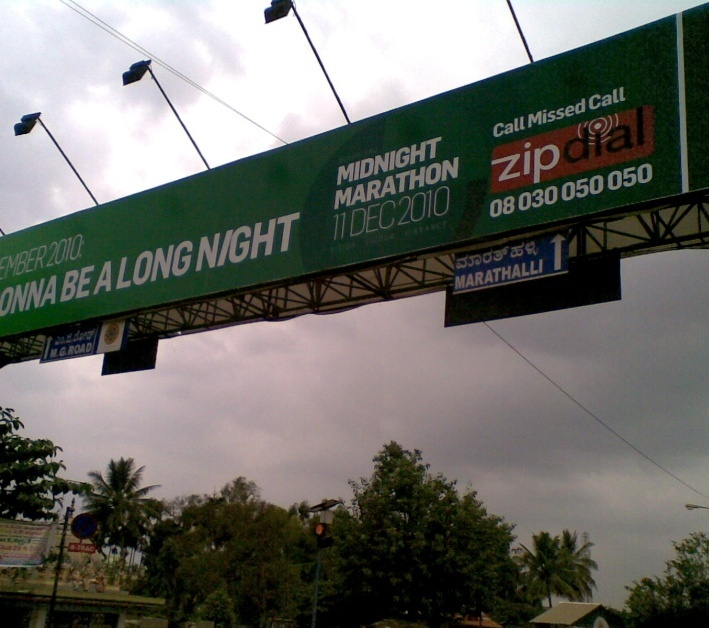 EMBER 2010:
ONNA BE A LONG NIGHT
MIDNIGHT
MARATHON
11 DEC 2010
Call Missed Call
zipdial
08 030 050 050
ಮಾರತ್‌ಹಳ್ಳಿ
MARATHALLI
ಎಂ.ಜಿ.ರೋಡ್
M.G.ROAD